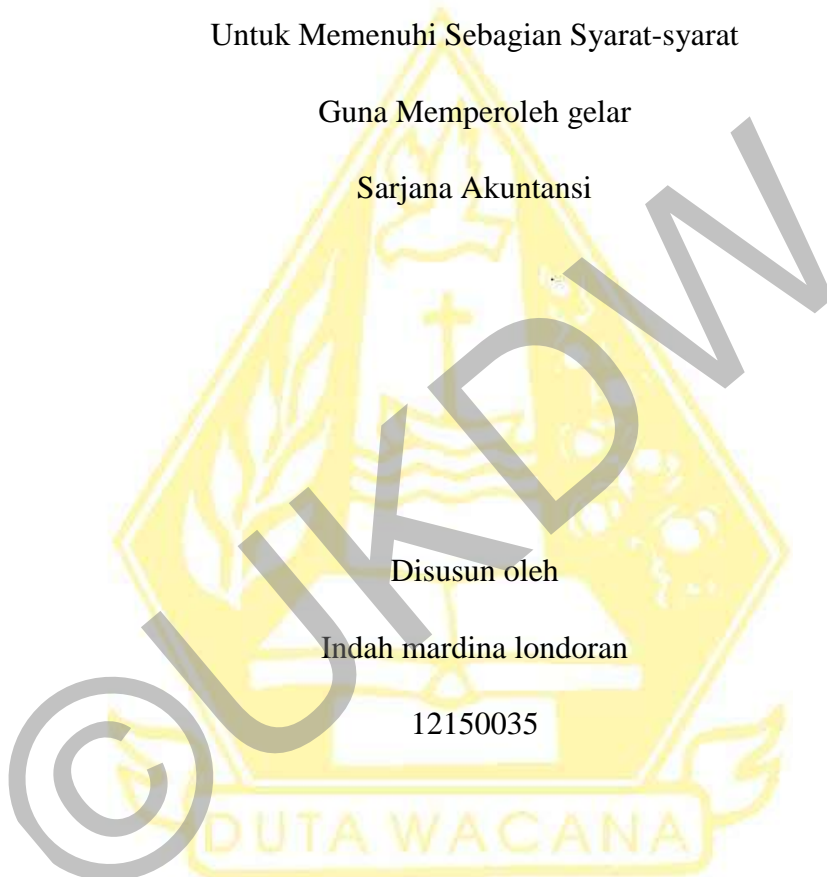 Untuk Memenuhi Sebagian Syarat-syarat
Guna Memperoleh gelar
Sarjana Akuntansi
Disusun oleh
Indah mardina londoran
12150035
DUTA WACANA
©UKDW